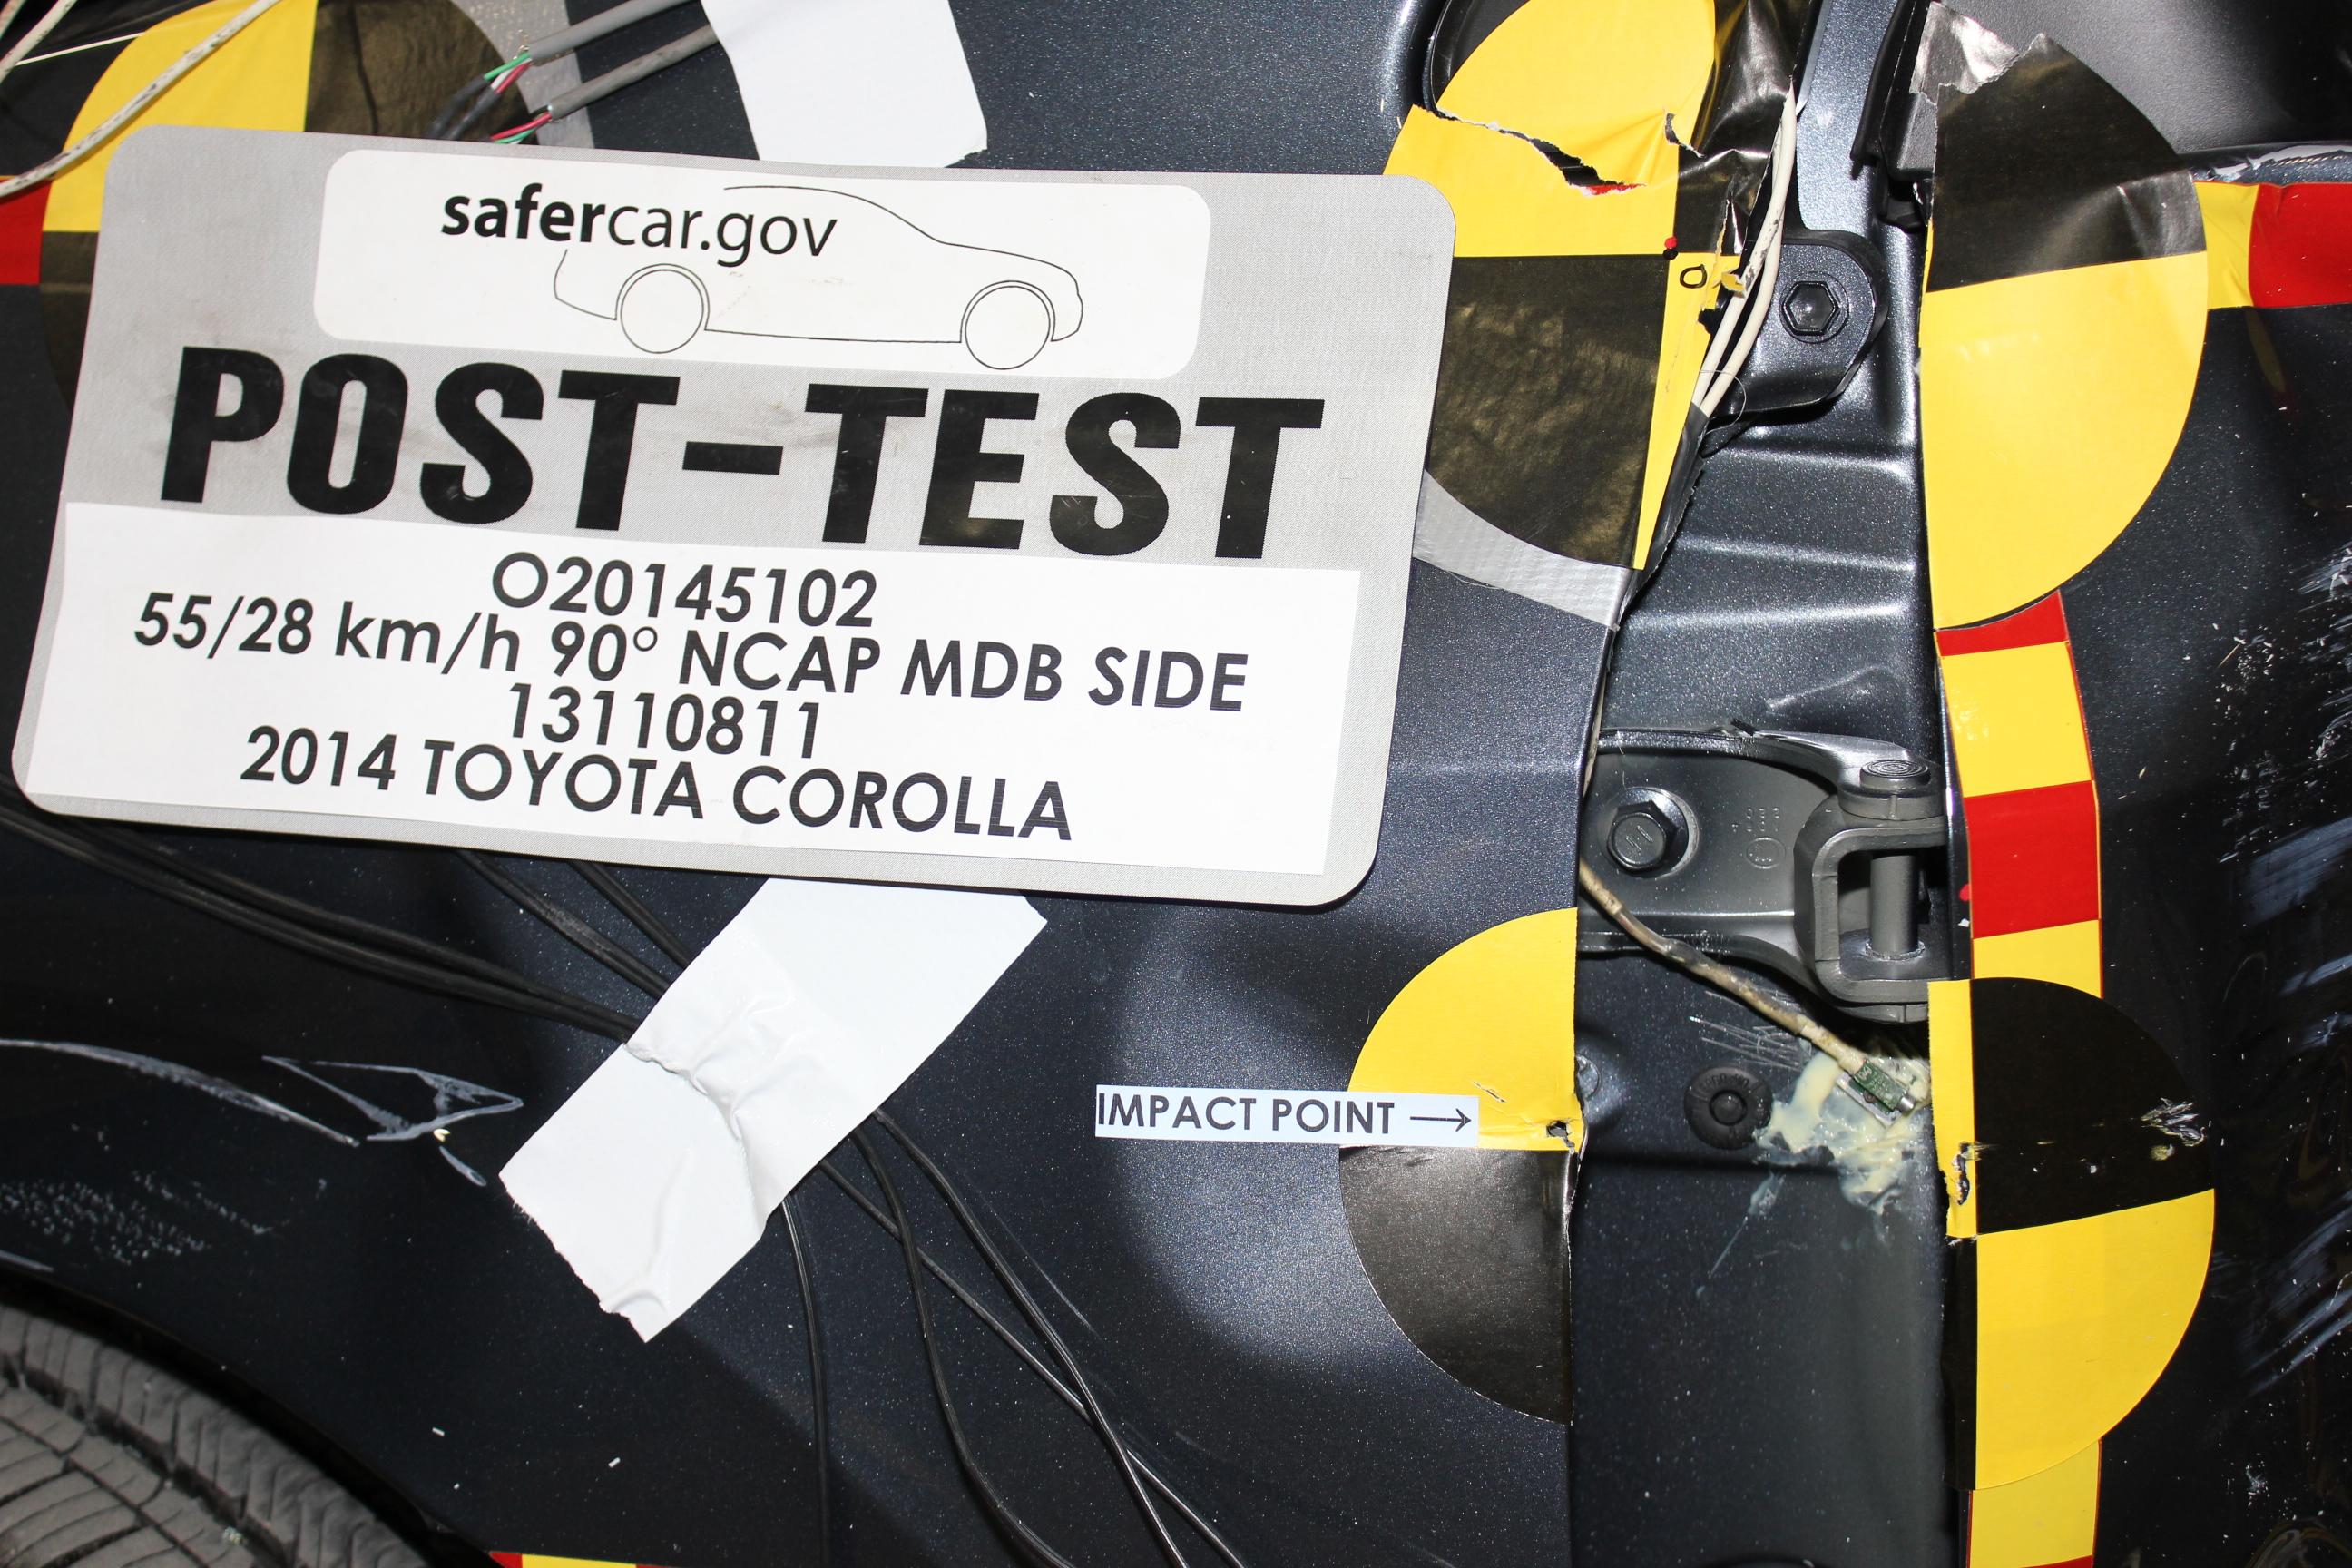 safercar.gov
POST-TEST
O20145102
55/28 km/h 90° NCAP MDB SIDE
13110811
2014 TOYOTA COROLLA
IMPACT POINT →